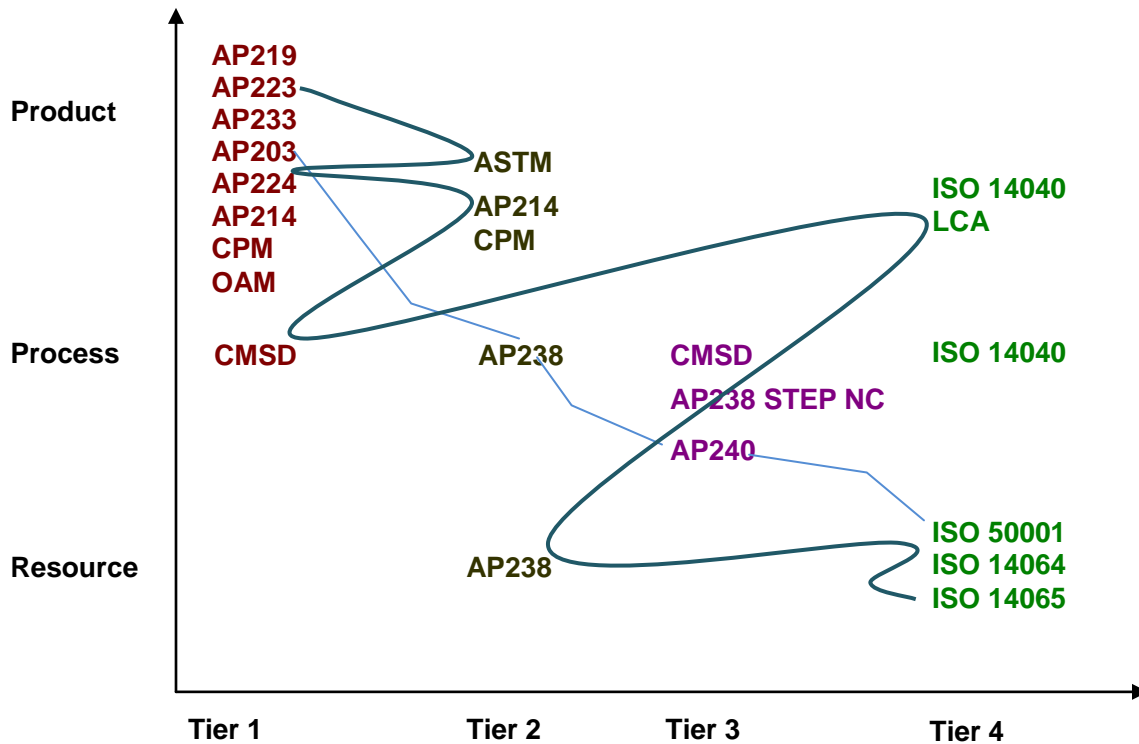 Product
AP219
AP223
AP233
AP203
AP224
AP214
CPM
OAM
ASTM
AP214
CPM
ISO 14040
LCA
Process
CMSD
AP238
CMSD
AP238 STEP NC
AP240
ISO 14040
Resource
AP238
ISO 50001
ISO 14064
ISO 14065
Tier 1
Tier 2
Tier 3
Tier 4